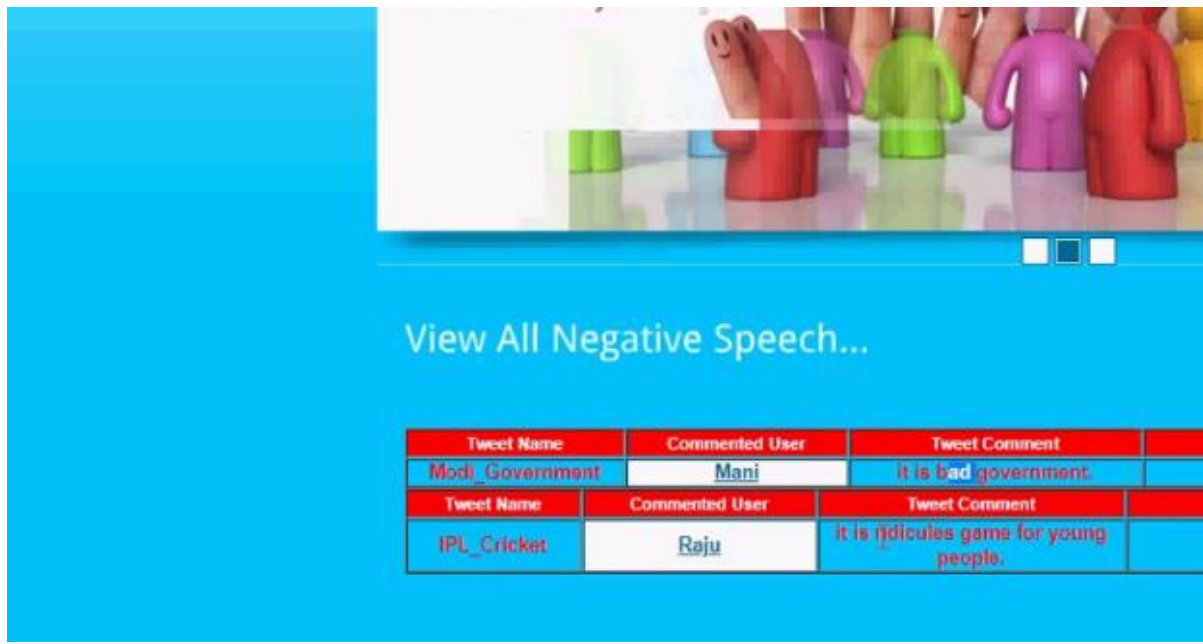 View All Negative Speech...
Tweet Name Commented User Tweet Comment
Modi_Government Mani it is bad government.
Tweet Name Commented User Tweet Comment
IPL_Cricket Raju it is ridicules game for young
people.